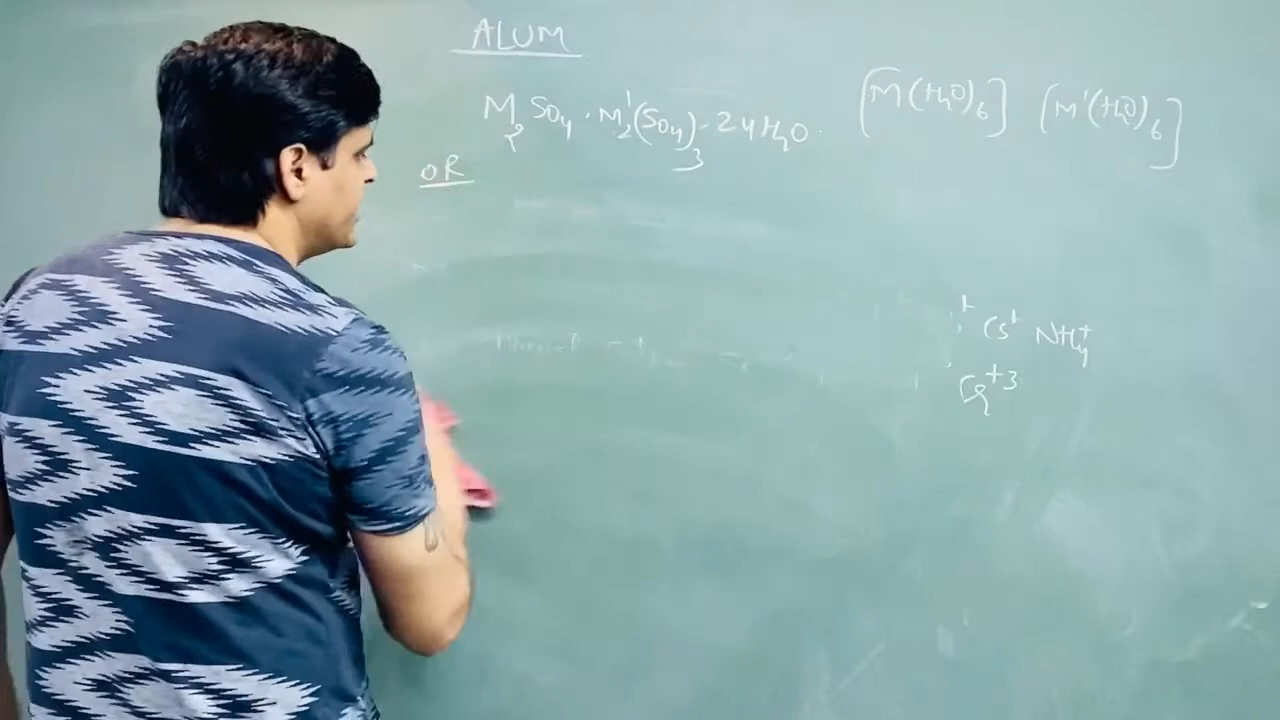 ALUM
M₂SO₄·M'₂(SO₄)₃·24H₂O. [M(H₂O)₆] [M'(H₂O)₆]
OR
+ Cs⁺ NH₄⁺
Cr⁺³